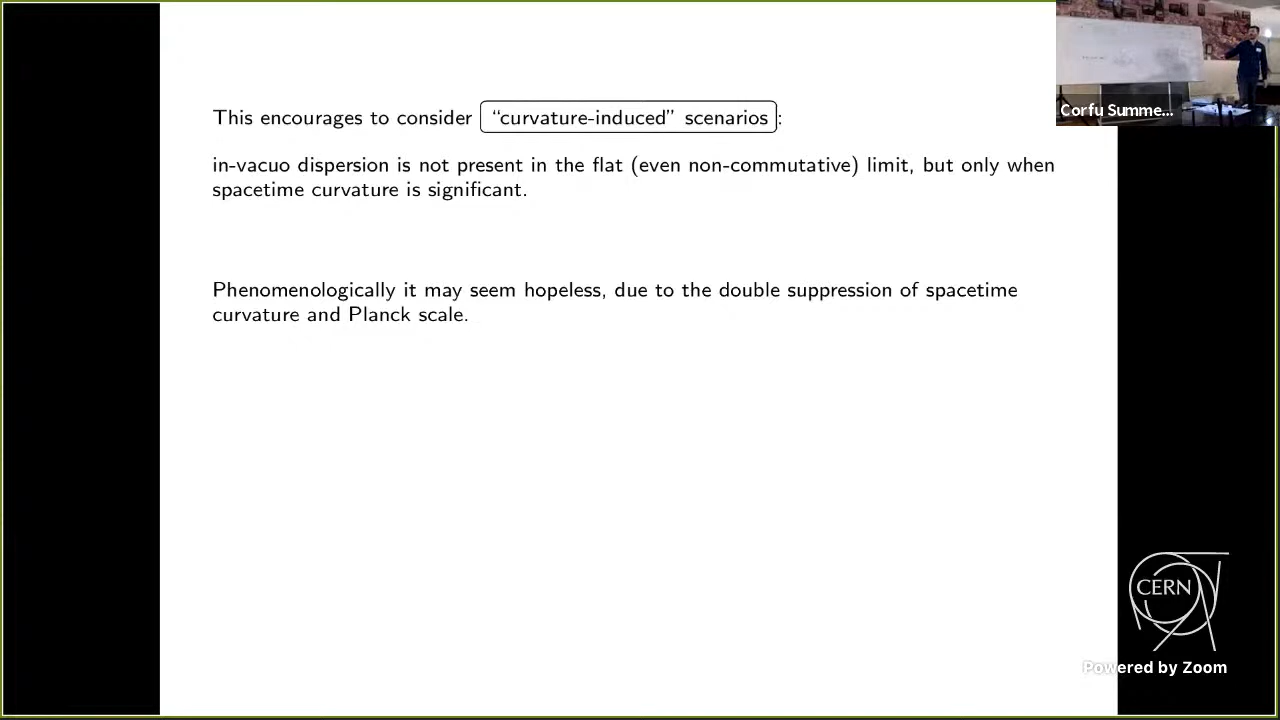 This encourages to consider “curvature-induced” scenarios :
in-vacuo dispersion is not present in the flat (even non-commutative) limit, but only when
spacetime curvature is significant.
Phenomenologically it may seem hopeless, due to the double suppression of spacetime
curvature and Planck scale.
Corfu Summe...
CERN
Powered by Zoom